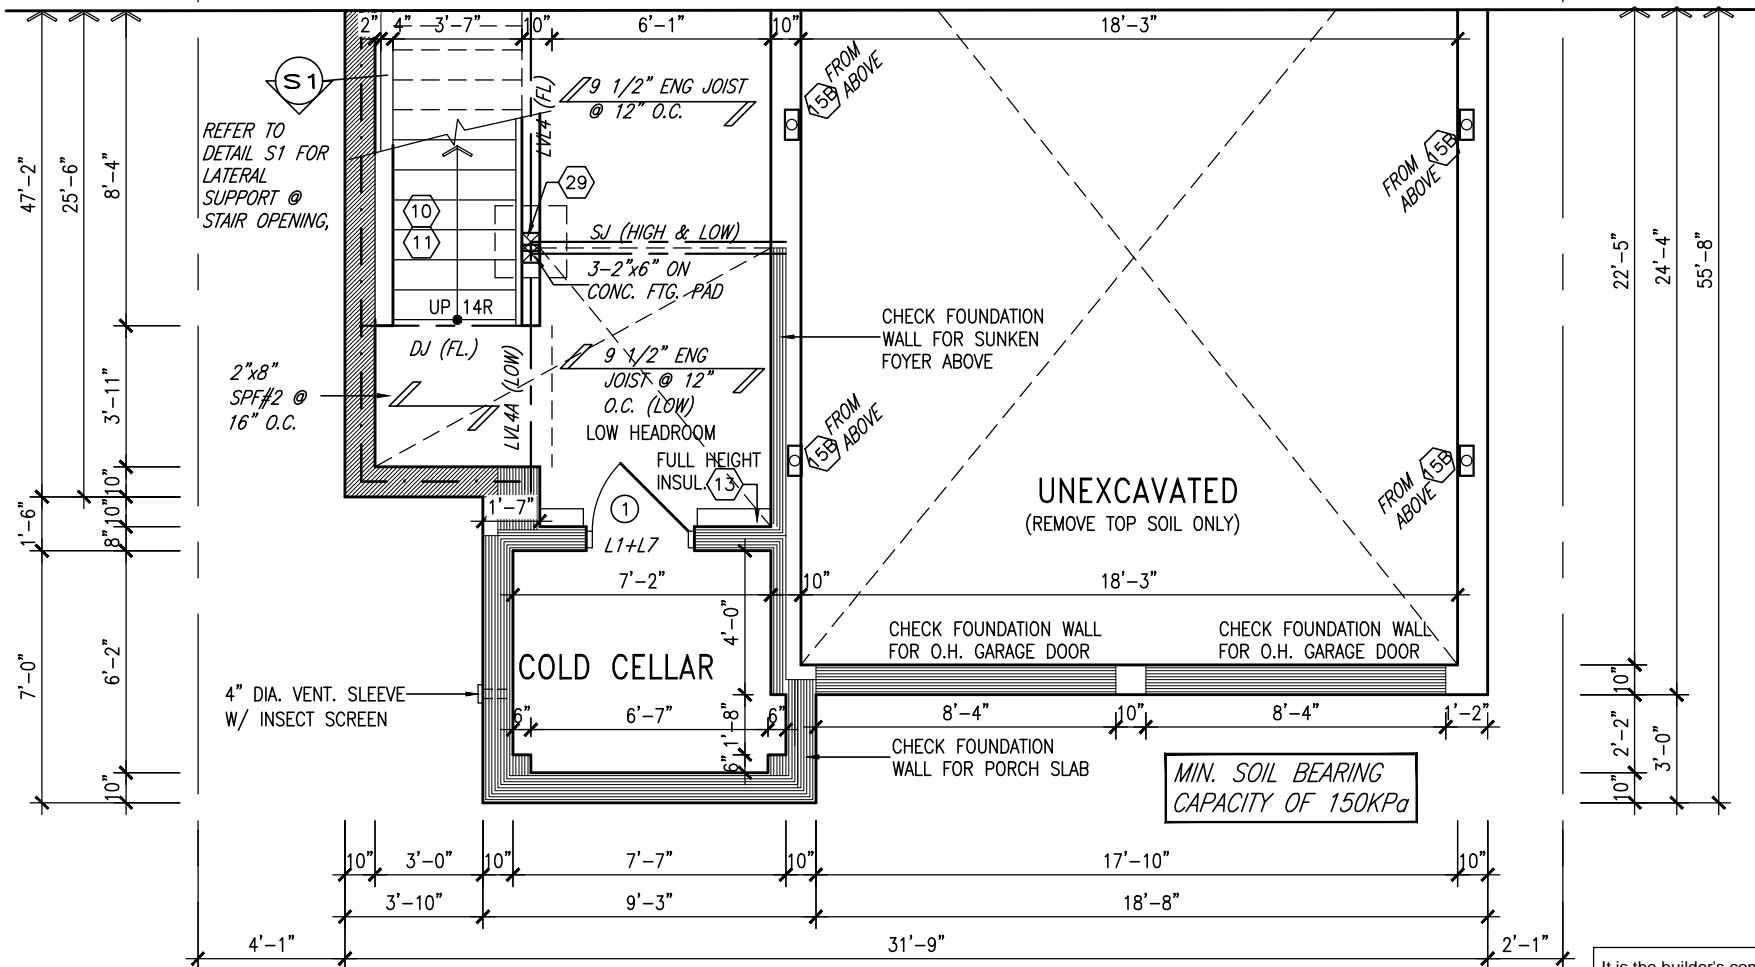 2”
4”
3’-7”
10”
6’-1”
10”
18’-3”
S1
REFER TO
DETAIL S1 FOR
LATERAL
SUPPORT @
STAIR OPENING,
LVL4 (FL)
9 1/2” ENG JOIST
@ 12” O.C.
15B
FROM
ABOVE
15B
FROM
ABOVE
47’-2”
25’-6”
8’-4”
29
10
11
SJ (HIGH & LOW)
3-2”x6” ON
CONC. FTG. PAD
UP 14R
DJ (FL.)
CHECK FOUNDATION
WALL FOR SUNKEN
FOYER ABOVE
22’-5”
24’-4”
55’-8”
2”x8”
SPF#2 @
16” O.C.
3’-11”
LVL4A (LOW)
9 1/2” ENG
JOIST @ 12”
O.C. (LOW)
LOW HEADROOM
FULL HEIGHT
INSUL.
13
15B
FROM
ABOVE
15B
FROM
ABOVE
UNEXCAVATED
(REMOVE TOP SOIL ONLY)
10”
10”
8”
1’-6”
1’-7”
1
L1+L7
7’-2”
10”
18’-3”
4’-0”
7’-0”
6’-2”
10”
COLD CELLAR
CHECK FOUNDATION WALL
FOR O.H. GARAGE DOOR
CHECK FOUNDATION WALL
FOR O.H. GARAGE DOOR
4” DIA. VENT. SLEEVE
W/ INSECT SCREEN
6”
6’-7”
6”
1’-8”
6”
8’-4”
10”
8’-4”
1’-2”
10”
2’-2”
10”
3’-0”
CHECK FOUNDATION
WALL FOR PORCH SLAB
MIN. SOIL BEARING
CAPACITY OF 150KPa
10”
3’-0”
10”
7’-7”
10”
17’-10”
10”
3’-10”
9’-3”
18’-8”
4’-1”
31’-9”
2’-1”
It is the builder's